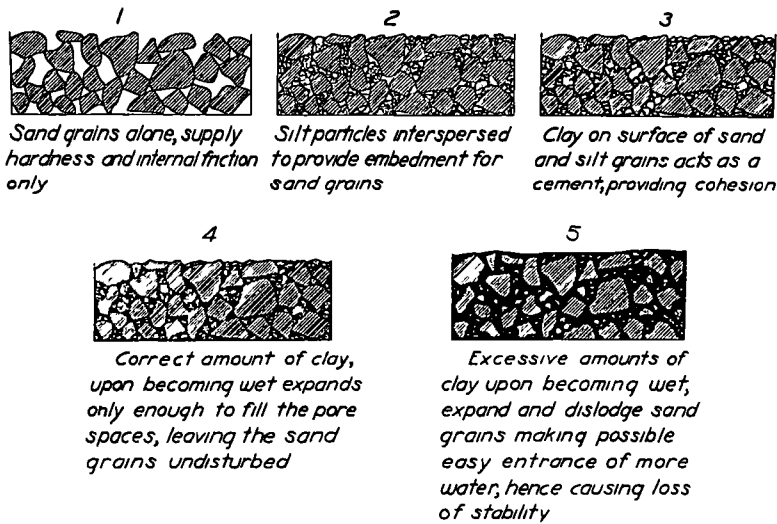 1
Sand grains alone, supply
hardness and internal friction
only
2
Silt particles interspersed
to provide embedment for
sand grains
3
Clay on surface of sand
and silt grains acts as a
cement, providing cohesion
4
Correct amount of clay,
upon becoming wet expands
only enough to fill the pore
spaces, leaving the sand
grains undisturbed
5
Excessive amounts of
clay upon becoming wet,
expand and dislodge sand
grains making possible
easy entrance of more
water, hence causing loss
of stability